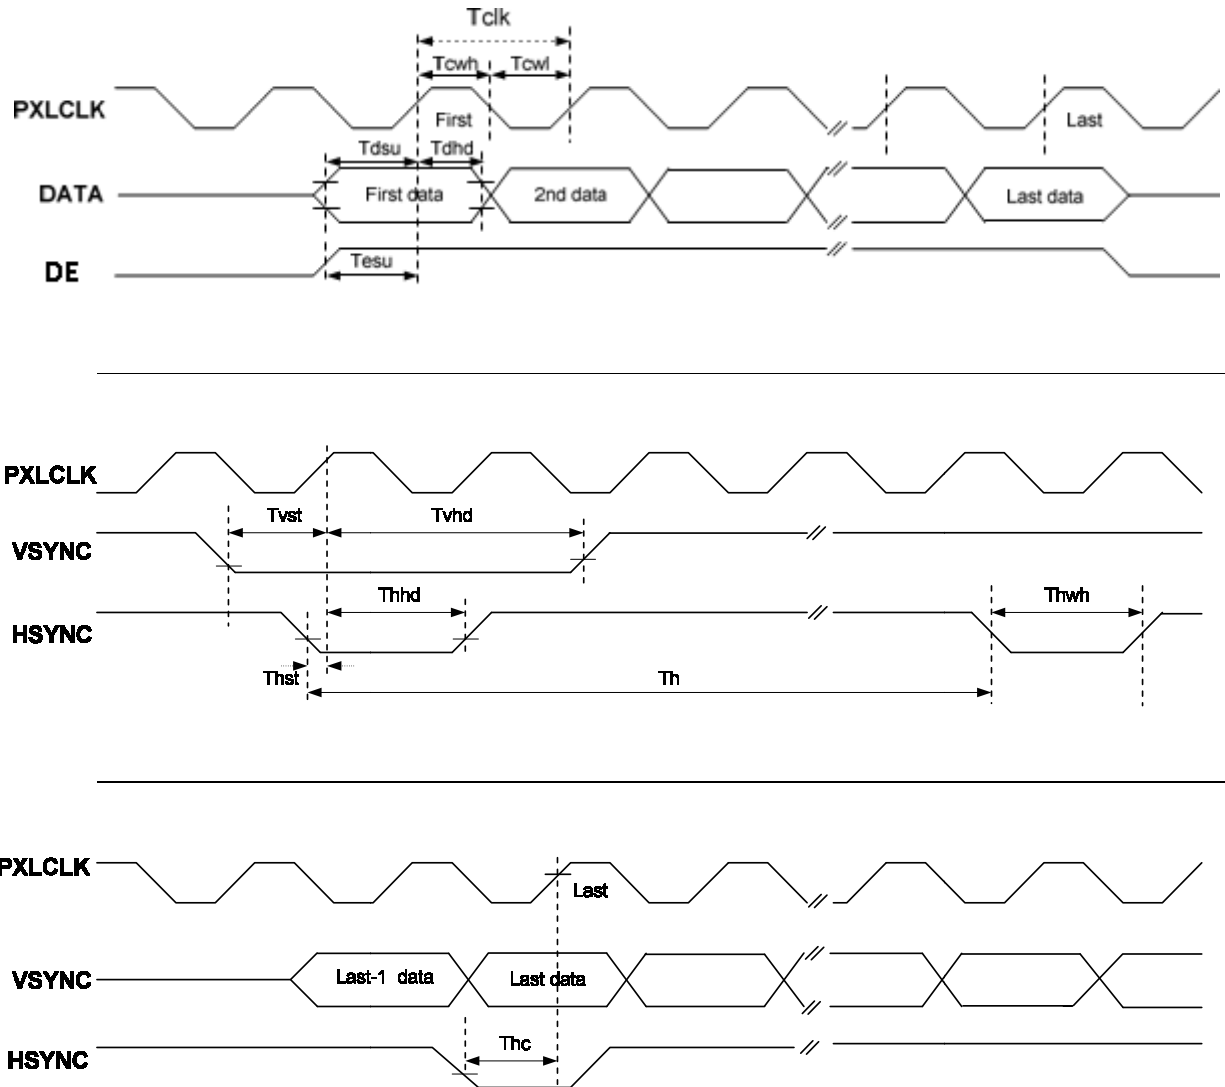 Tclk
Tcwh Tcwl
PXLCLK
First
Last
Tdsu Tdhd
DATA
First data
2nd data
Last data
DE
Tesu
PXLCLK
Tvst
Tvhd
VSYNC
Thhd
Thwh
HSYNC
Thst
Th
PXLCLK
Last
VSYNC
Last-1 data
Last data
HSYNC
Thc